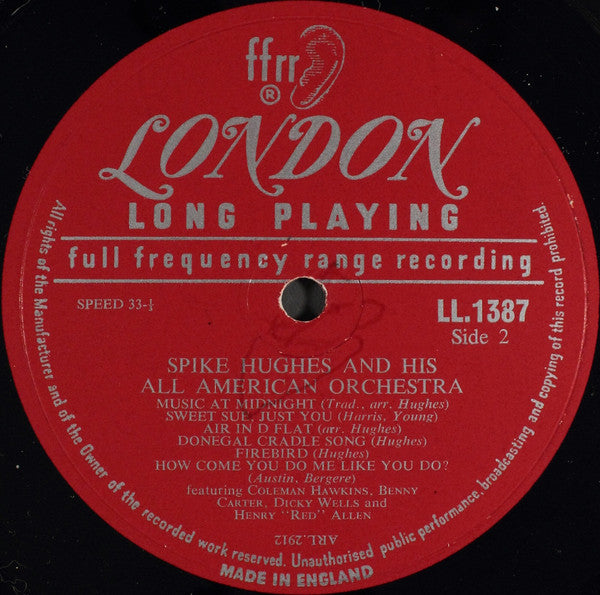 ffrr
®
LONDON
LONG PLAYING
full frequency range recording
SPEED 33-⅓
LL.1387
Side 2
SPIKE HUGHES AND HIS
ALL AMERICAN ORCHESTRA
MUSIC AT MIDNIGHT (Trad., arr. Hughes)
SWEET SUE, JUST YOU (Harris, Young)
AIR IN D FLAT (arr. Hughes)
DONEGAL CRADLE SONG (Hughes)
FIREBIRD (Hughes)
HOW COME YOU DO ME LIKE YOU DO?
(Austin, Bergere)
featuring COLEMAN HAWKINS, BENNY
CARTER, DICKY WELLS and
HENRY "RED" ALLEN
ARL.2912
All rights of the Manufacturer and of the Owner of the recorded work reserved. Unauthorised public performance, broadcasting and copying of this record prohibited.
MADE IN ENGLAND